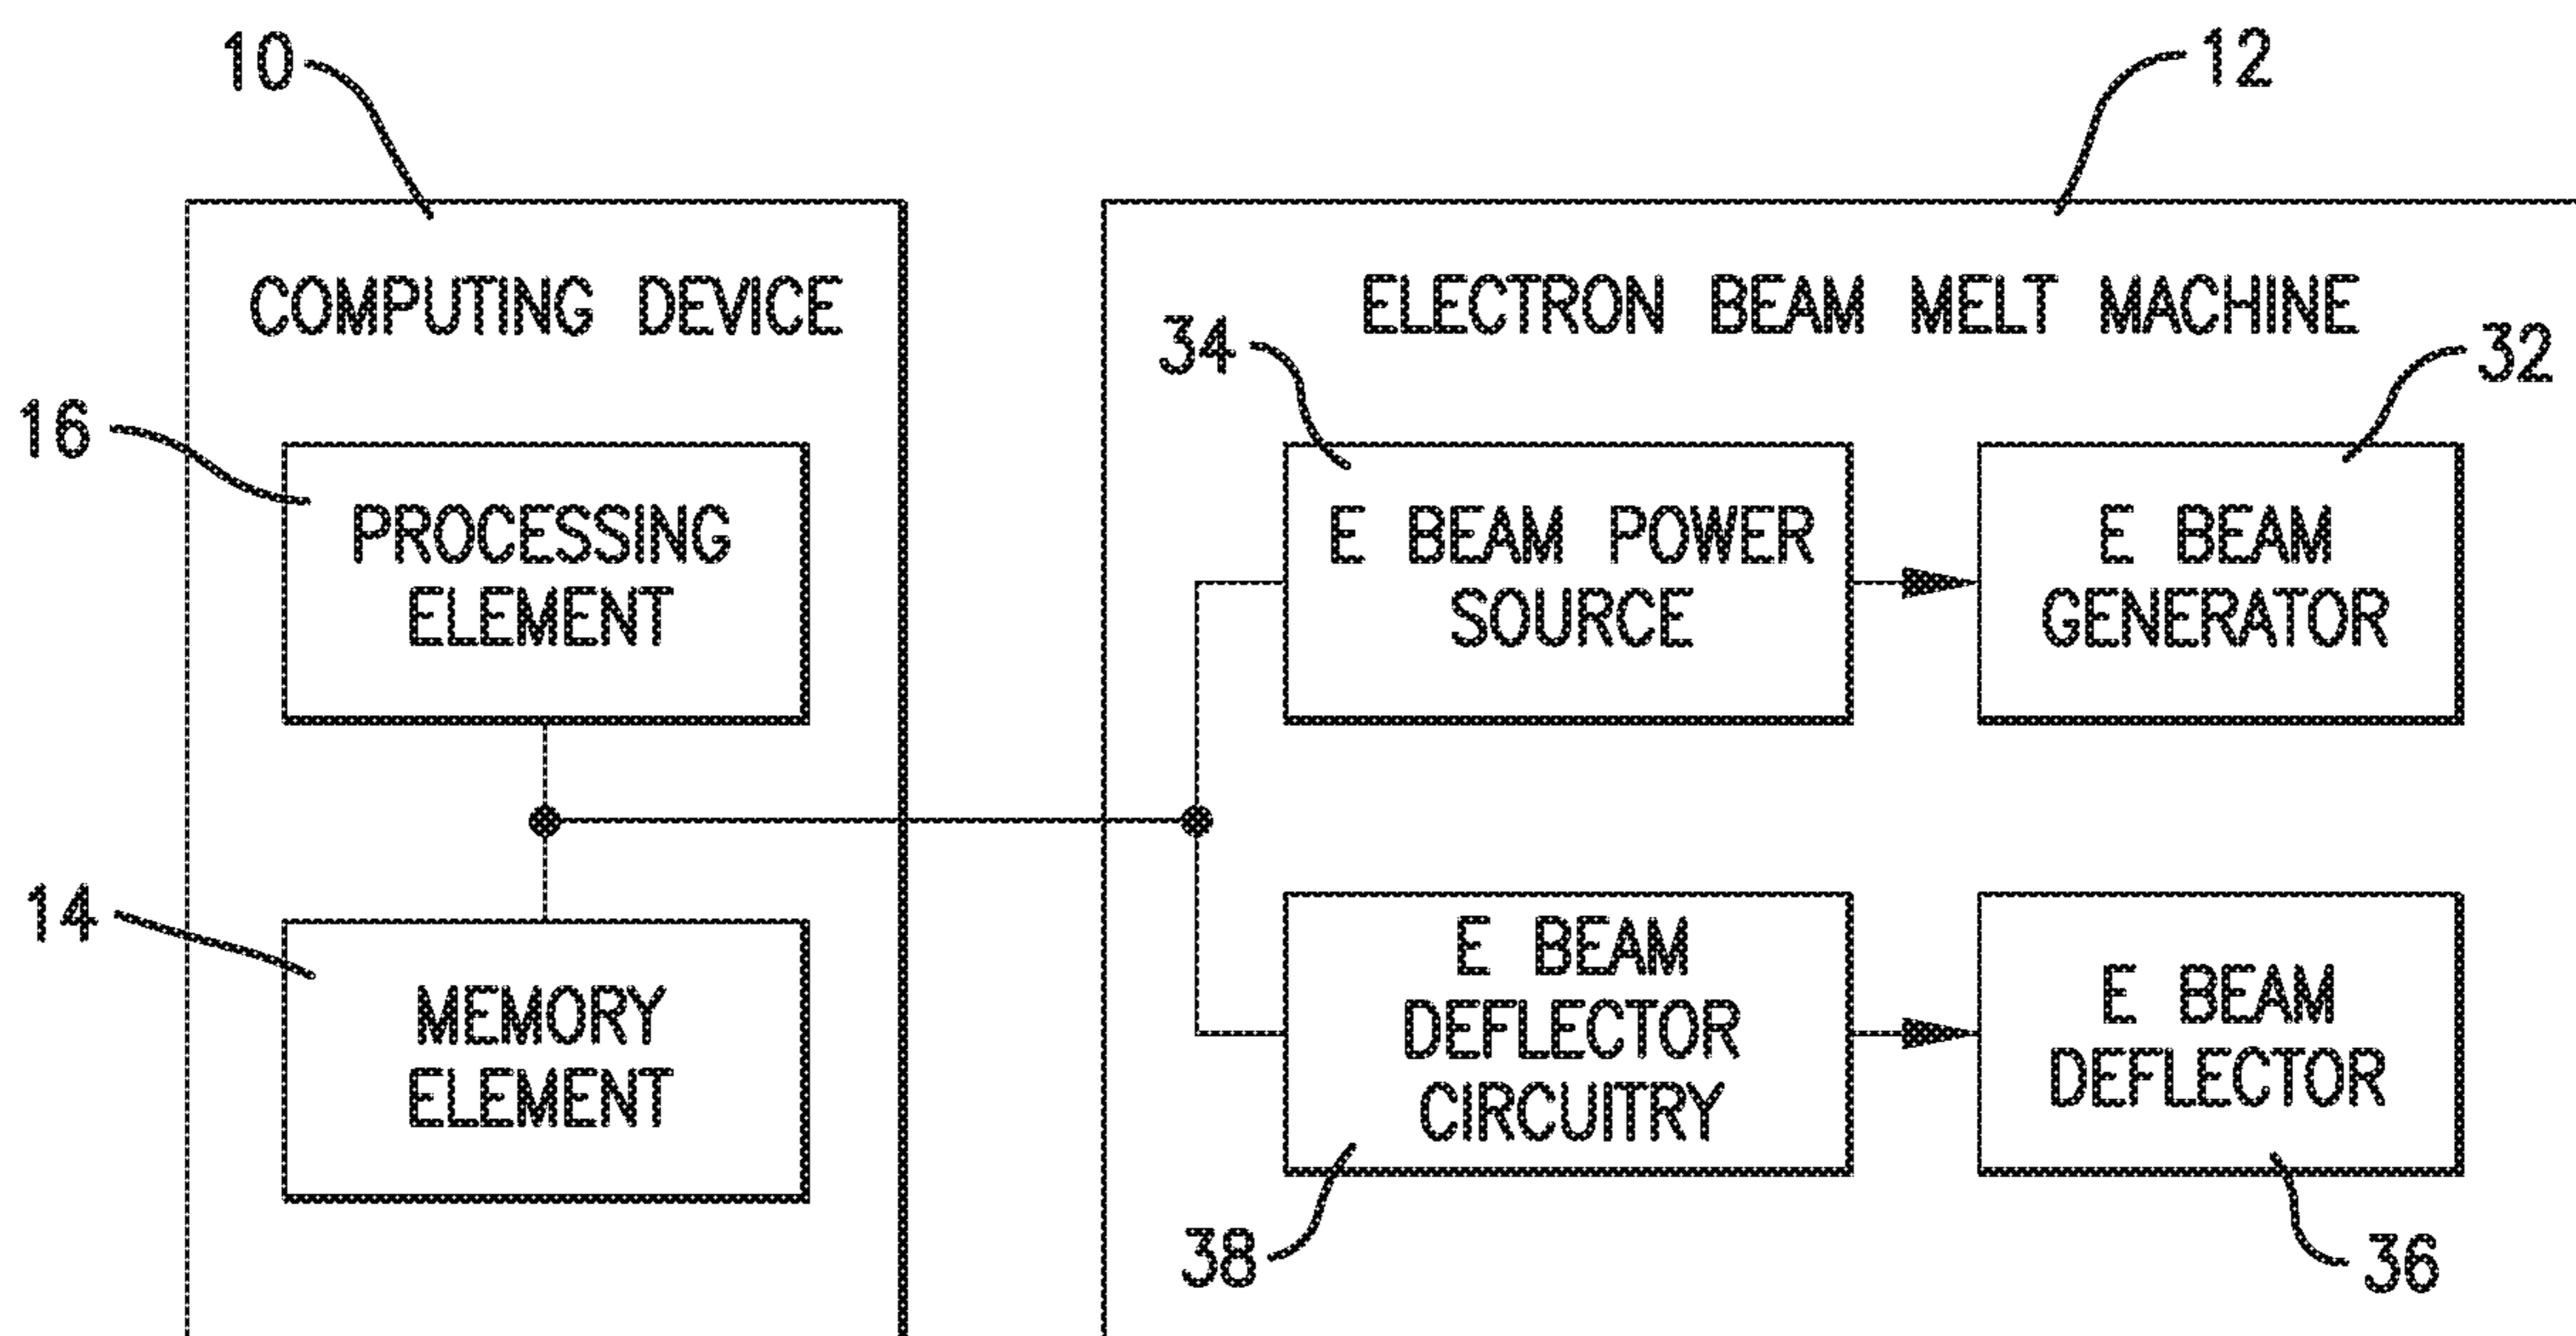 10
12
COMPUTING DEVICE
ELECTRON BEAM MELT MACHINE
34
32
16
PROCESSING
ELEMENT
E BEAM POWER
SOURCE
E BEAM
GENERATOR
14
MEMORY
ELEMENT
E BEAM
DEFLECTOR
CIRCUITRY
E BEAM
DEFLECTOR
38
36